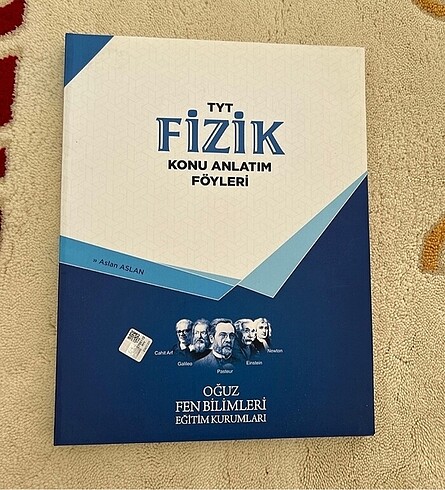 TYT
FİZİK
KONU ANLATIM
FÖYLERİ
Aslan ASLAN
Cahit Arf
Galileo
Pasteur
Einstein
Newton
OĞUZ
FEN BİLİMLERİ
EĞİTİM KURUMLARI